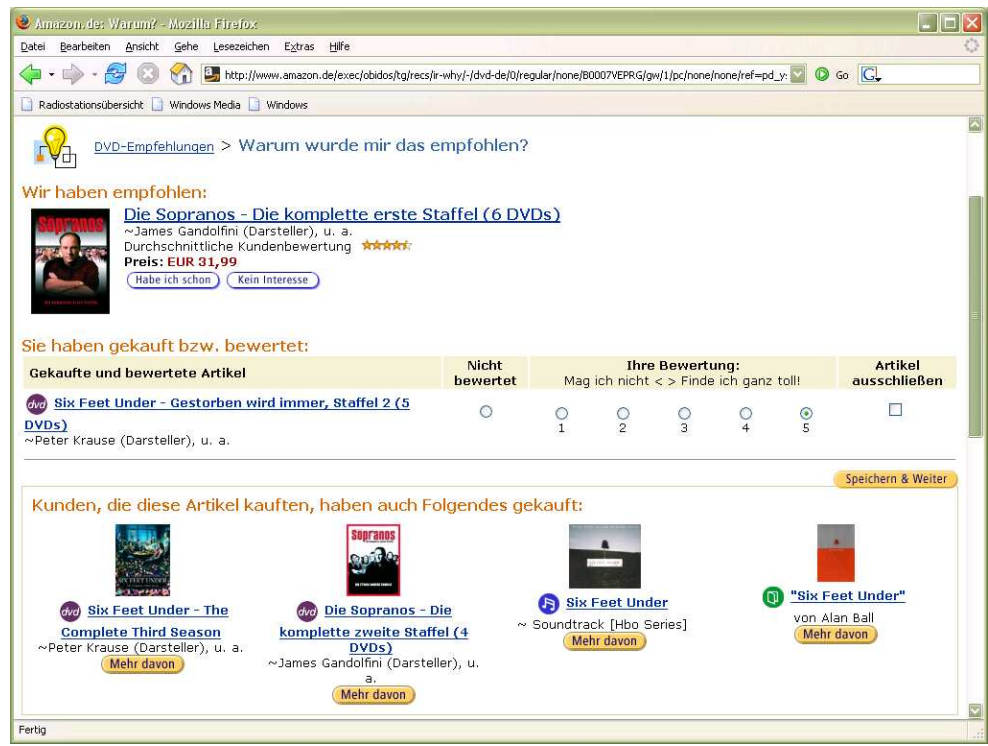 Amazon.de: Warum? - Mozilla Firefox
Datei Bearbeiten Ansicht Gehe Lesezeichen Extras Hilfe
http://www.amazon.de/exec/obidos/tg/recs/ir-why/-/dvd-de/0/regular/none/B0007VEPRG/gw/1/pc/none/none/ref=pd_y: Go G
Radiostationsübersicht Windows Media Windows
DVD-Empfehlungen > Warum wurde mir das empfohlen?
Wir haben empfohlen:
Sopranos
Die Sopranos - Die komplette erste Staffel (6 DVDs)
~James Gandolfini (Darsteller), u. a.
Durchschnittliche Kundenbewertung
Preis: EUR 31,99
Habe ich schon Kein Interesse
Sie haben gekauft bzw. bewertet:
Gekaufte und bewertete Artikel
Nicht
bewertet
Ihre Bewertung:
Mag ich nicht < > Finde ich ganz toll!
Artikel
ausschließen
dvd Six Feet Under - Gestorben wird immer, Staffel 2 (5
DVDs)
~Peter Krause (Darsteller), u. a.
1 2 3 4 5
Speichern & Weiter
Kunden, die diese Artikel kauften, haben auch Folgendes gekauft:
SIX FEET UNDER
dvd Six Feet Under - The
Complete Third Season
~Peter Krause (Darsteller), u. a.
Mehr davon
Sopranos
dvd Die Sopranos - Die
komplette zweite Staffel (4
DVDs)
~James Gandolfini (Darsteller), u.
a.
Mehr davon
Six Feet Under
~ Soundtrack [Hbo Series]
Mehr davon
"Six Feet Under"
von Alan Ball
Mehr davon
Fertig